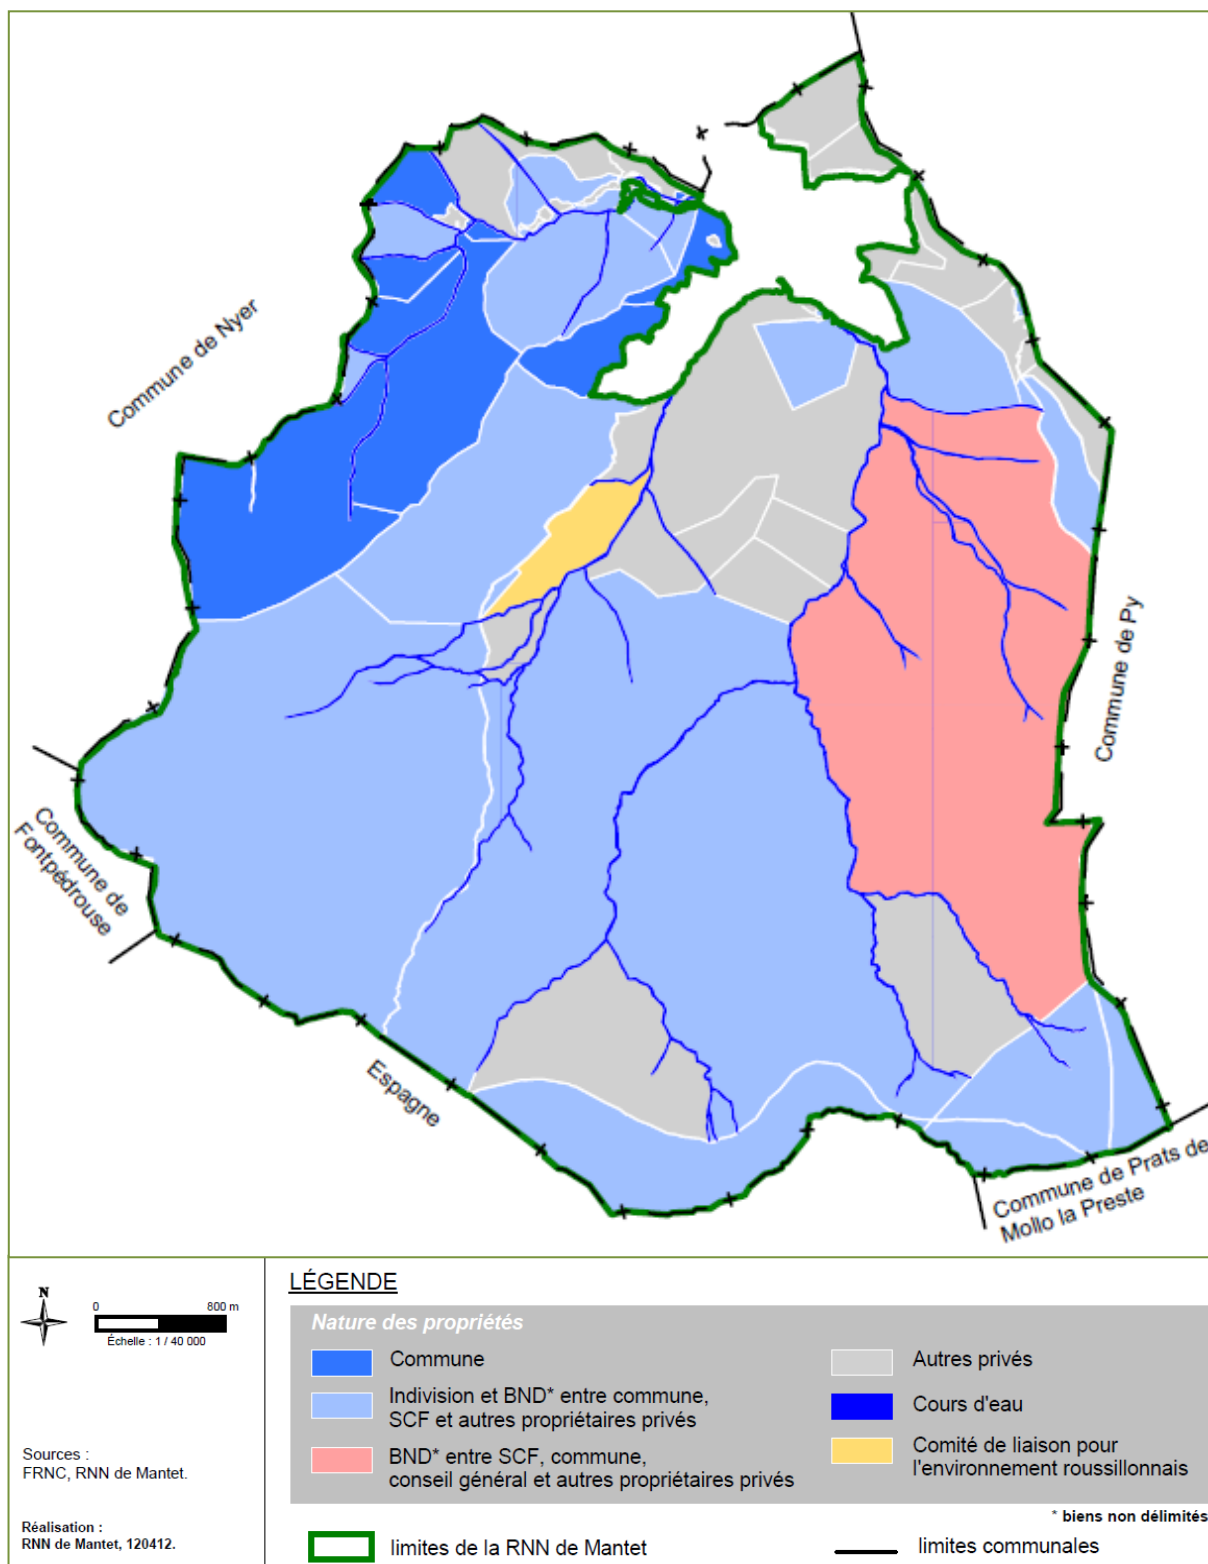 Commune de Nyer
Commune de Py
Commune de
Fontpédrouse
Espagne
Commune de Prats de
Mollo la Preste
N
0 800 m
Échelle : 1 / 40 000
Sources :
FRNC, RNN de Mantet.
Réalisation :
RNN de Mantet, 120412.
LÉGENDE
Nature des propriétés
Commune
Indivision et BND* entre commune,
SCF et autres propriétaires privés
BND* entre SCF, commune,
conseil général et autres propriétaires privés
Autres privés
Cours d'eau
Comité de liaison pour
l'environnement roussillonnais
* biens non délimités
limites de la RNN de Mantet
limites communales